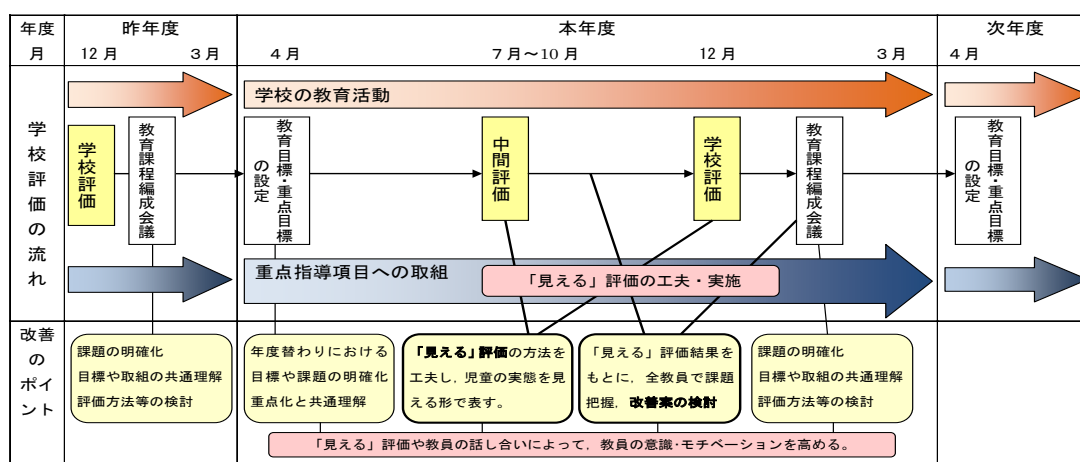 年度
月
昨年度
12月
3月
本年度
4月
7月～10月
12月
3月
次年度
4月
学校評価の流れ
学校の教育活動
学校評価
教育課程編成会議
教育目標・重点目標
の設定
中間評価
学校評価
教育課程編成会議
教育目標・重点目標
の設定
重点指導項目への取組
「見える」評価の工夫・実施
改善
の
ポイ
ント
課題の明確化
目標や取組の共通理解
評価方法等の検討
年度替わりにおける
目標や課題の明確化
重点化と共通理解
「見える」評価の方法を
工夫し，児童の実態を見
える形で表す。
「見える」評価結果を
もとに，全教員で課題
把握，改善案の検討
課題の明確化
目標や取組の共通理解
評価方法等の検討
「見える」評価や教員の話し合いによって，教員の意識・モチベーションを高める。